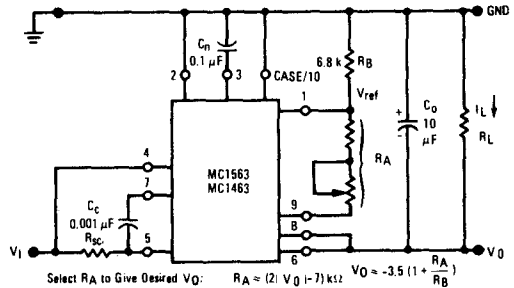 GND
Cn
0.1 μF
2
3
CASE/10
6.8 k
RB
1
Vref
Co
10
μF
+
-
IL
RL
RA
4
7
MC1563
MC1463
Cc
0.001 μF
9
8
6
VI
Rsc
5
VO
Select RA to Give Desired VO: RA ≈ (2| VO |-7) kΩ VO ≈ -3.5 (1 + RA/RB)